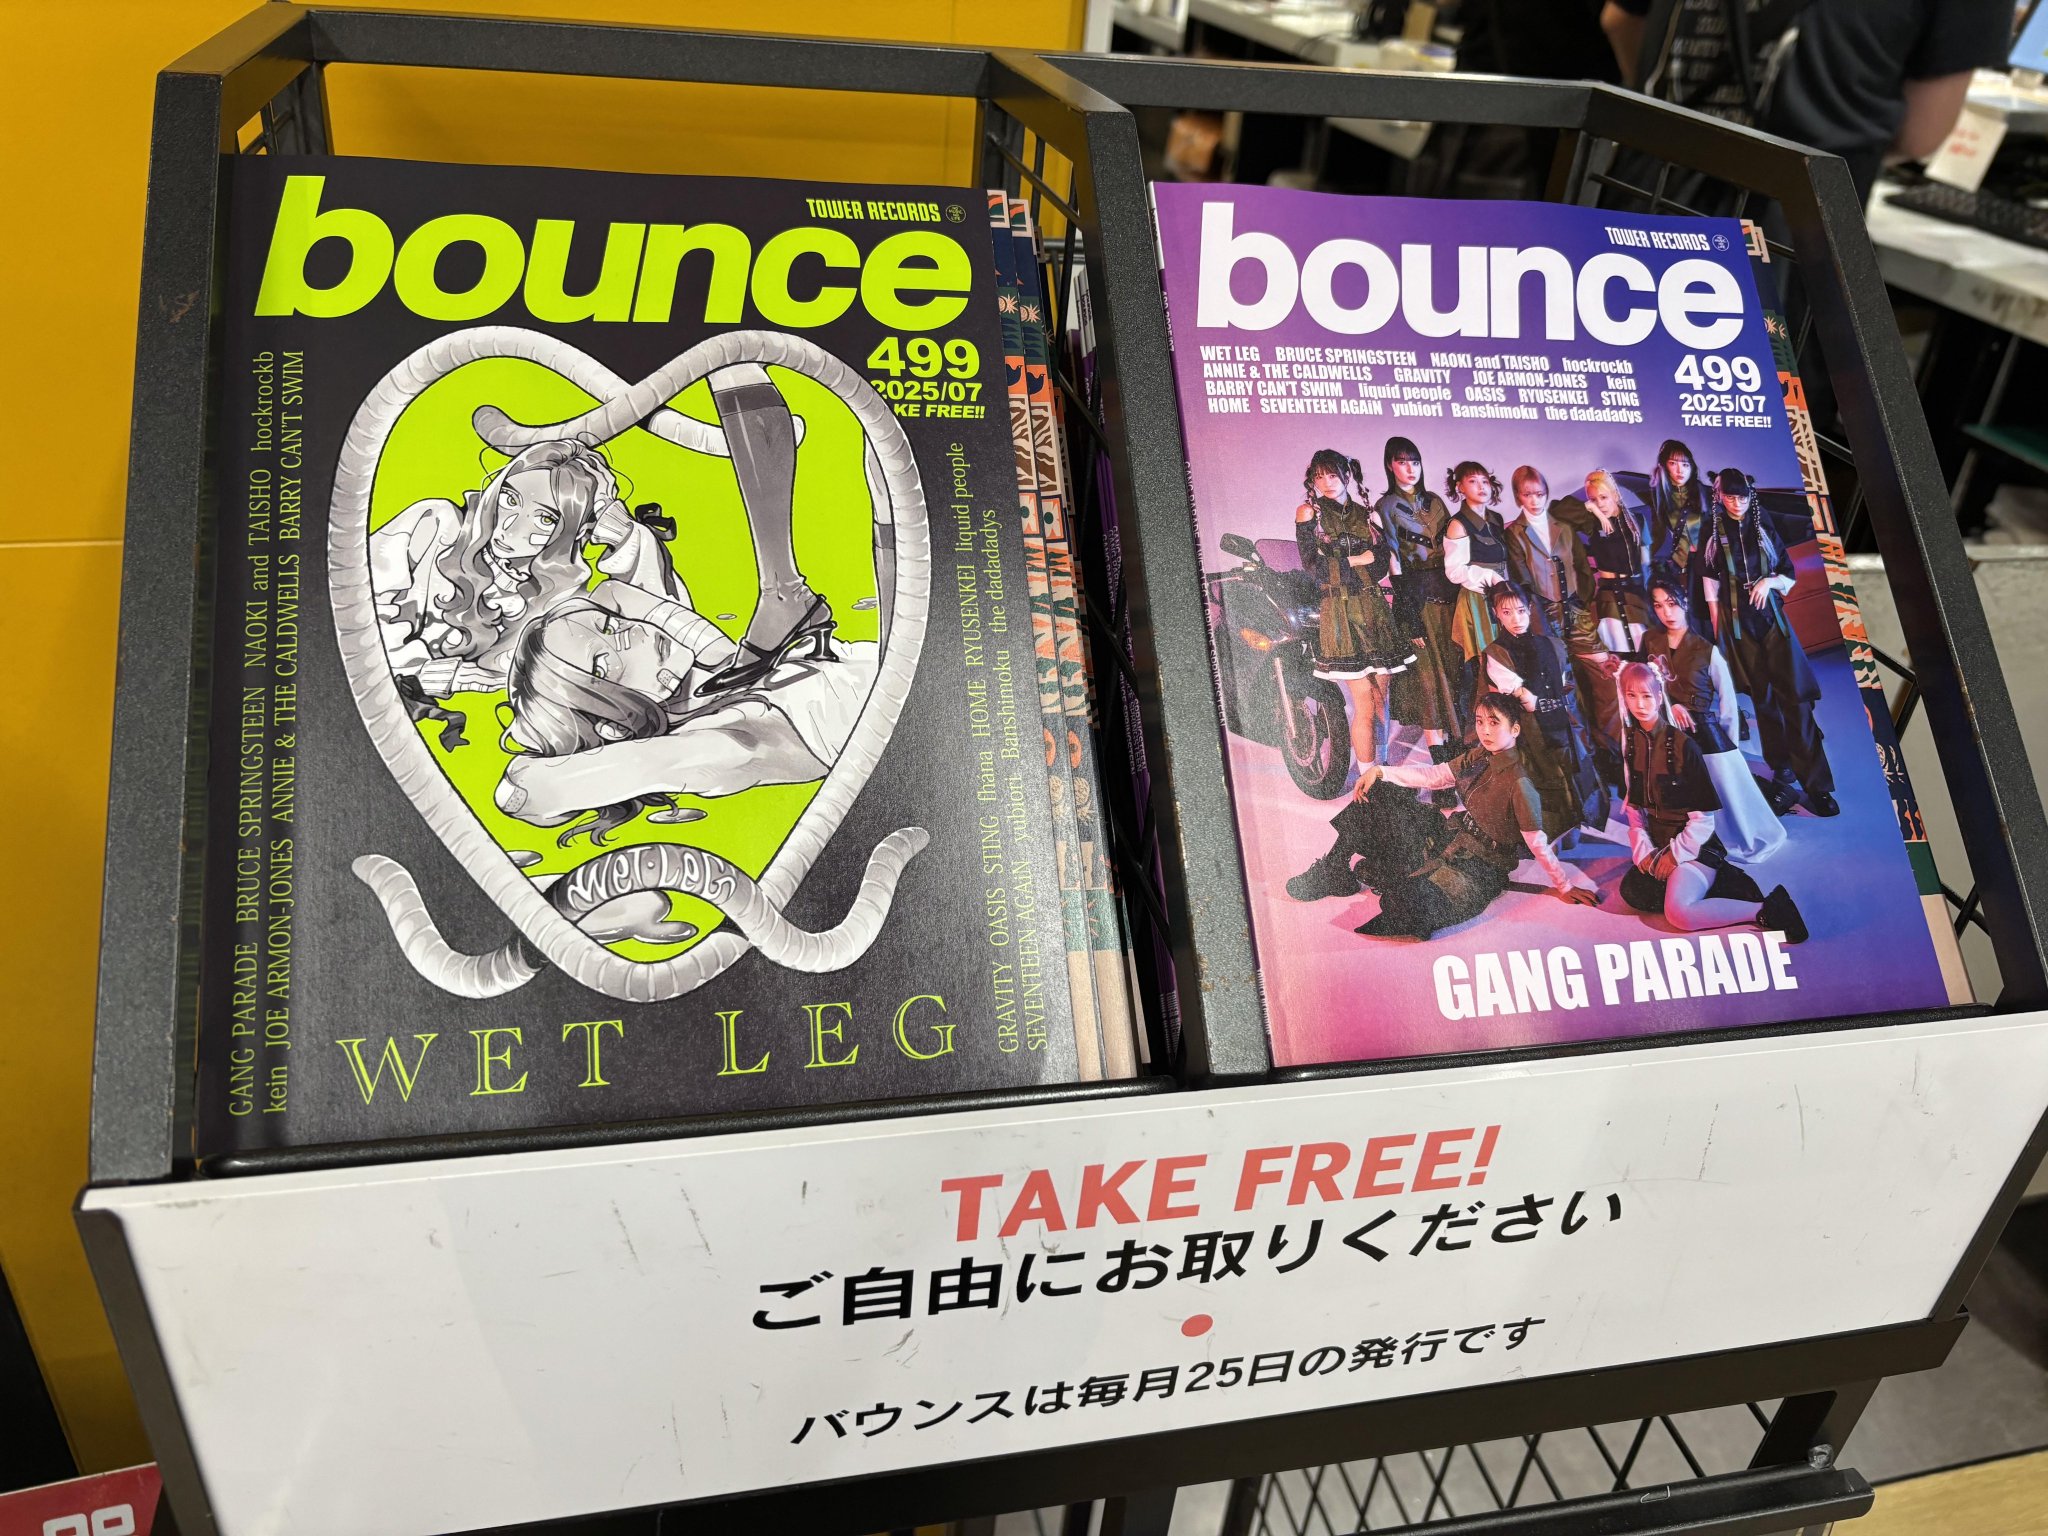 TOWER RECORDS
bounce
499
2025/07
TAKE FREE!!
GANG PARADE BRUCE SPRINGSTEEN NAOKI and TAISHO hockrockb
kein JOE ARMON-JONES ANNIE & THE CALDWELLS BARRY CAN'T SWIM
GRAVITY OASIS STING fhána HOME RYUSENKEI liquid people
SEVENTEEN AGAiN yubiori Banshimoku the dadadadys
WET LEG
WET LEG
TOWER RECORDS
bounce
WET LEG BRUCE SPRINGSTEEN NAOKI and TAISHO hockrockb
ANNIE & THE CALDWELLS GRAVITY JOE ARMON-JONES kein
BARRY CAN'T SWIM liquid people OASIS RYUSENKEI STING
HOME SEVENTEEN AGAiN yubiori Banshimoku the dadadadys
499
2025/07
TAKE FREE!!
GANG PARADE
TAKE FREE!
ご自由にお取りください
バウンスは毎月25日の発行です